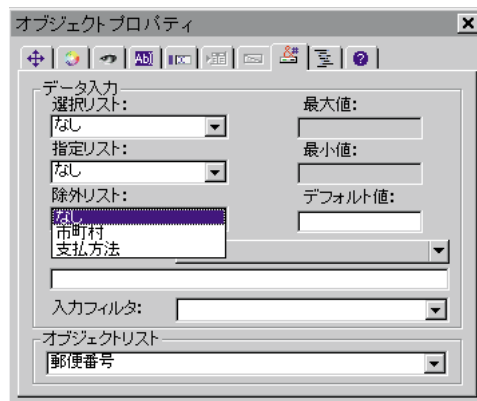 オブジェクトプロパティ
データ入力
選択リスト:
なし
最大値:
指定リスト:
なし
最小値:
除外リスト:
デフォルト値:
なし
市町村
支払方法
入力フィルタ:
オブジェクトリスト
郵便番号